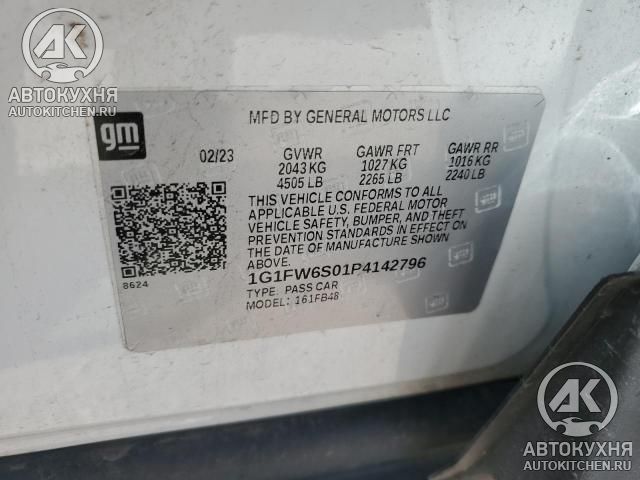 AK
АВТОКУХНЯ
AUTOKITCHEN.RU
gm
MFD BY GENERAL MOTORS LLC
02/23 GVWR GAWR FRT GAWR RR
2043 KG 1027 KG 1016 KG
4505 LB 2265 LB 2240 LB
THIS VEHICLE CONFORMS TO ALL
APPLICABLE U.S. FEDERAL MOTOR
VEHICLE SAFETY, BUMPER, AND THEFT
PREVENTION STANDARDS IN EFFECT ON
THE DATE OF MANUFACTURE SHOWN
ABOVE.
8624
1G1FW6S01P4142796
TYPE: PASS CAR
MODEL: 161FB48
AK
АВТОКУХНЯ
AUTOKITCHEN.RU